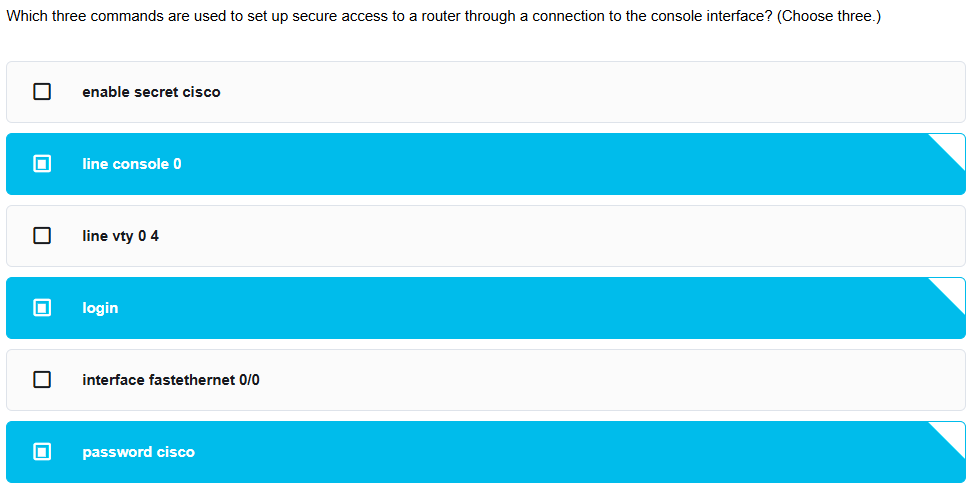 Which three commands are used to set up secure access to a router through a connection to the console interface? (Choose three.)
enable secret cisco
line console 0
line vty 0 4
login
interface fastethernet 0/0
password cisco